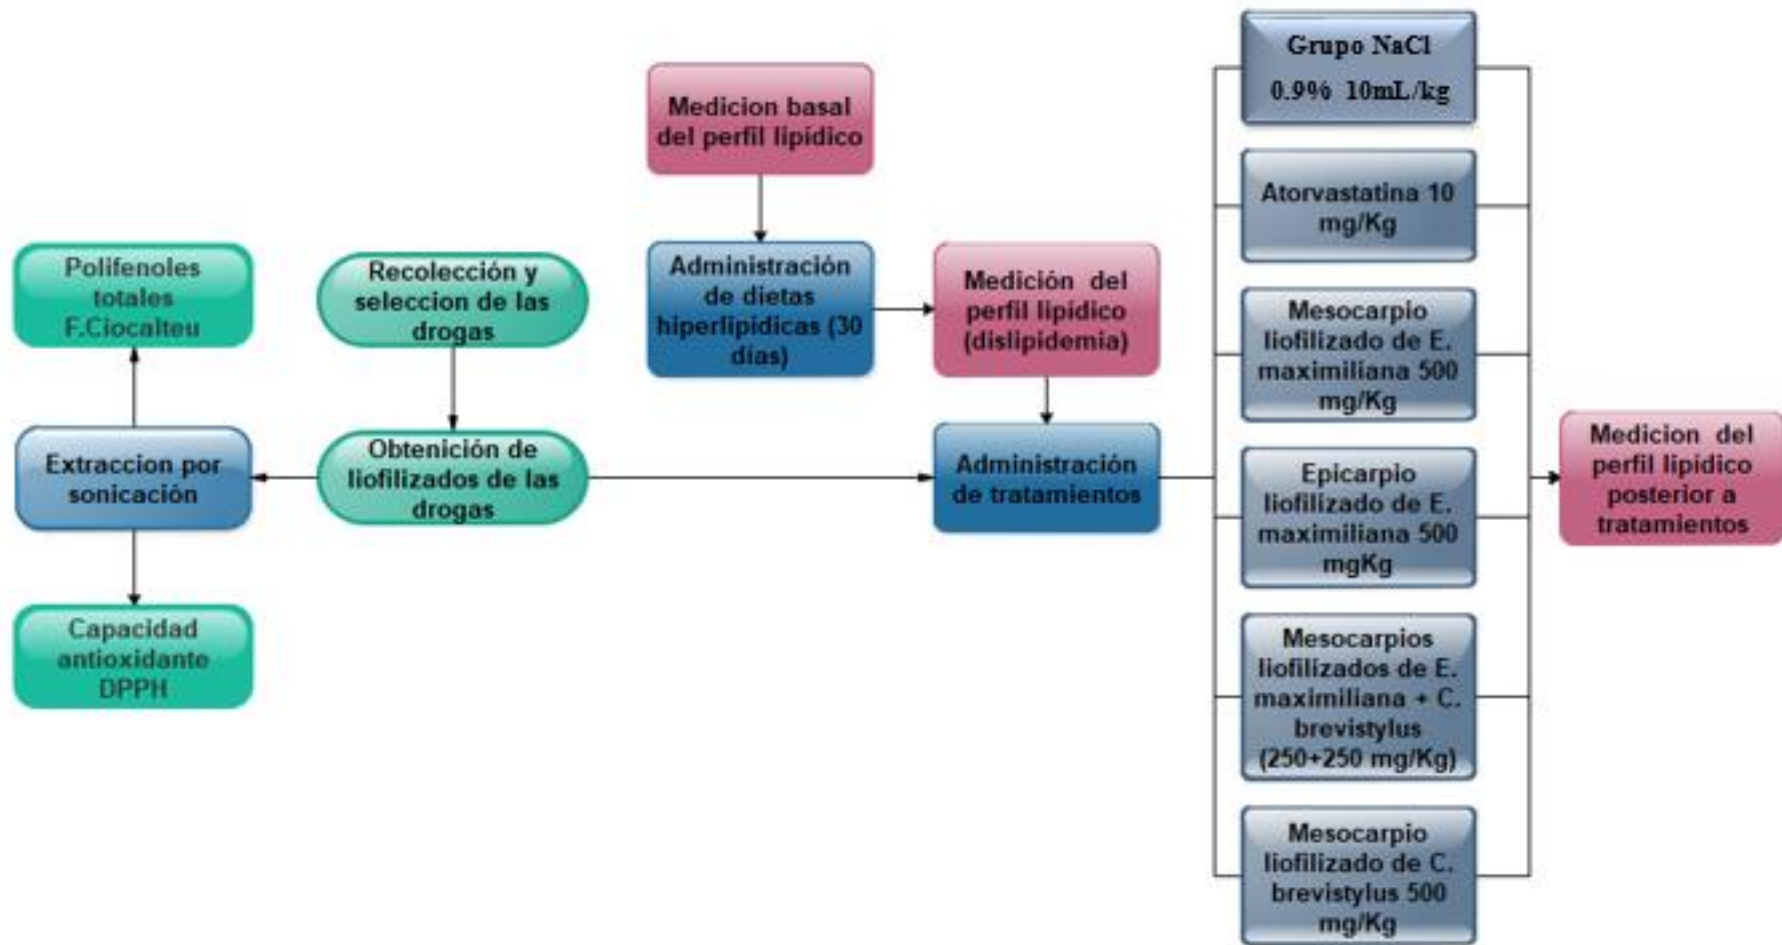 Polifenoles
totales
F.Ciocalteu
Extraccion por
sonicación
Capacidad
antioxidante
DPPH
Recolección y
seleccion de las
drogas
Obtenición de
liofilizados de las
drogas
Medicion basal
del perfil lipídico
Administración
de dietas
hiperlipídicas (30
días)
Medición del
perfil lipídico
(dislipidemia)
Administración
de tratamientos
Grupo NaCl
0.9% 10mL/kg
Atorvastatina 10
mg/Kg
Mesocarpio
liofilizado de E.
maximiliana 500
mg/Kg
Epicarpio
liofilizado de E.
maximiliana 500
mgKg
Mesocarpios
liofilizados de E.
maximiliana + C.
brevistylus
(250+250 mg/Kg)
Mesocarpio
liofilizado de C.
brevistylus 500
mg/Kg
Medicion del
perfil lipídico
posterior a
tratamientos